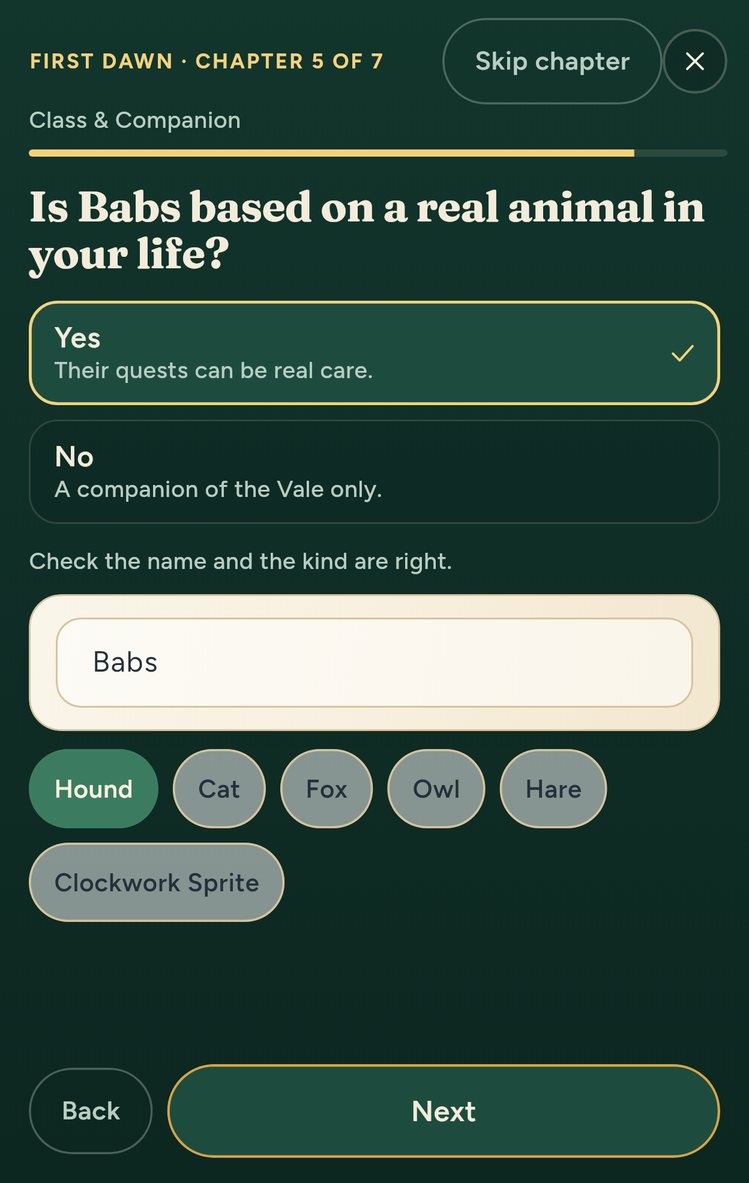 FIRST DAWN · CHAPTER 5 OF 7
Skip chapter
Class & Companion
Is Babs based on a real animal in
your life?
Yes
Their quests can be real care.
No
A companion of the Vale only.
Check the name and the kind are right.
Babs
Hound
Cat
Fox
Owl
Hare
Clockwork Sprite
Back
Next